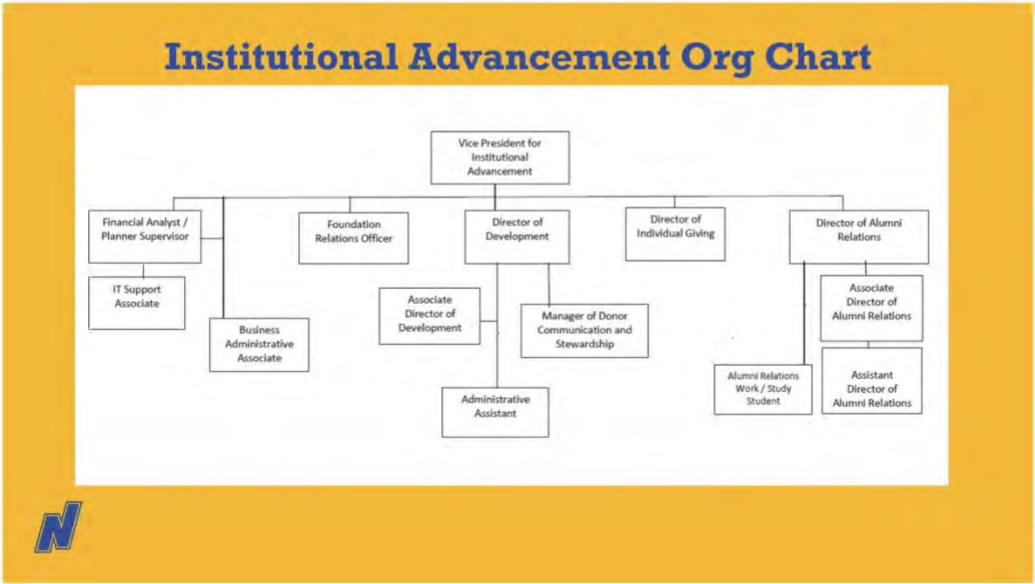 Institutional Advancement Org Chart
Vice President for
Institutional
Advancement
Financial Analyst /
Planner Supervisor
Foundation
Relations Officer
Director of
Development
Director of
Individual Giving
Director of Alumni
Relations
IT Support
Associate
Business
Administrative
Associate
Associate
Director of
Development
Manager of Donor
Communication and
Stewardship
Administrative
Assistant
Associate
Director of
Alumni Relations
Alumni Relations
Work / Study
Student
Assistant
Director of
Alumni Relations
N